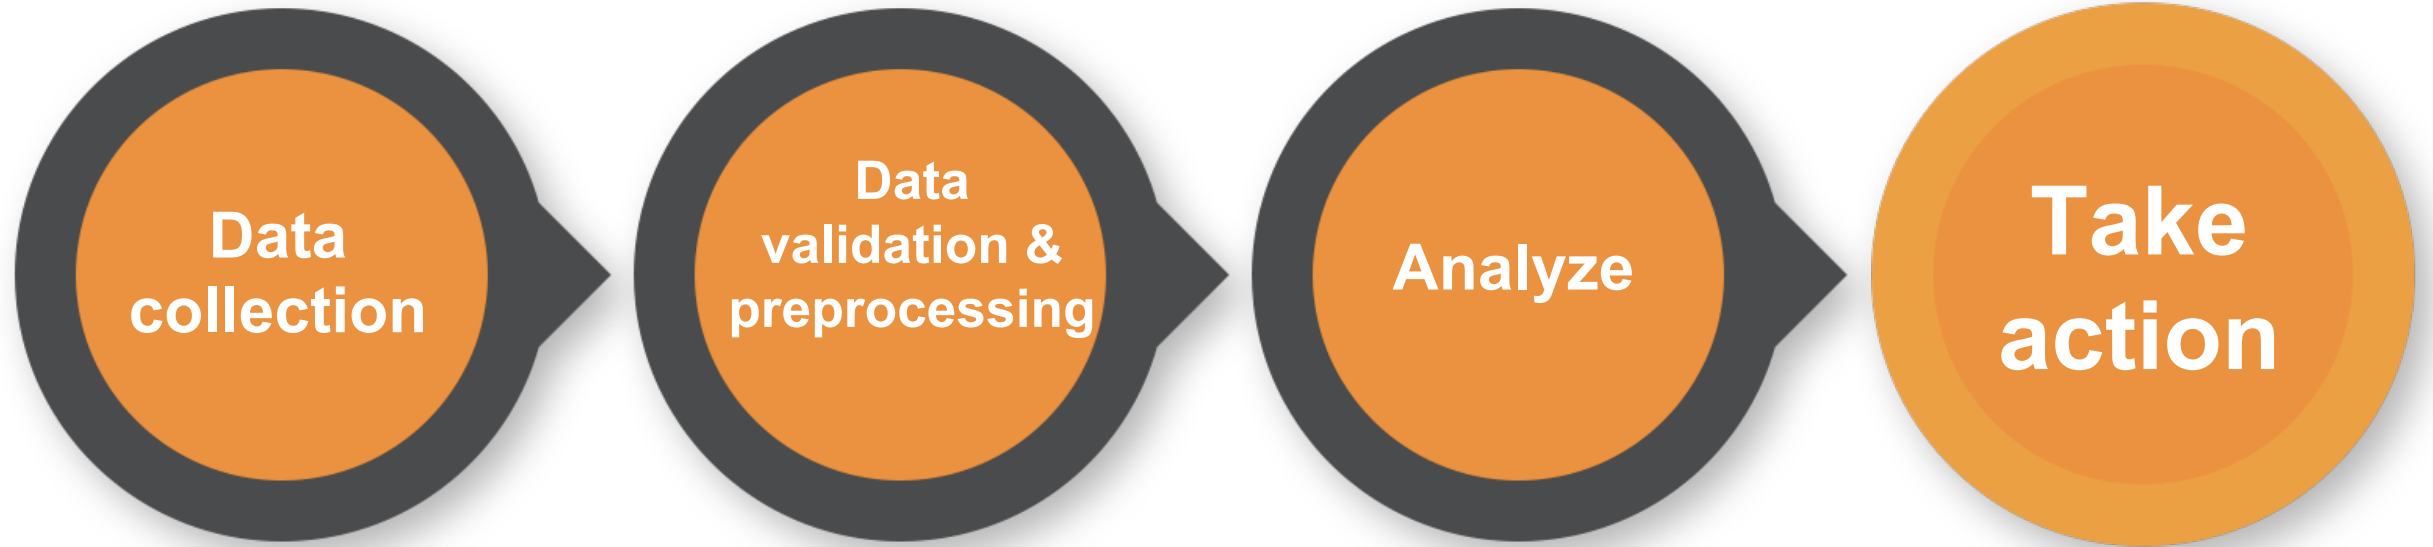 Data
collection
Data
validation &
preprocessing
Analyze
Take
action